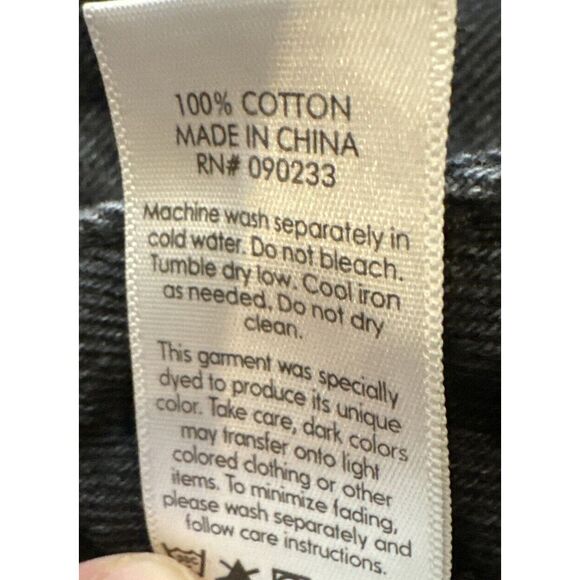 100% COTTON
MADE IN CHINA
RN# 090233
Machine wash separately in
cold water. Do not bleach.
Tumble dry low. Cool iron
as needed. Do not dry
clean.
This garment was specially
dyed to produce its unique
color. Take care, dark colors
may transfer onto light
colored clothing or other
items. To minimize fading,
please wash separately and
follow care instructions.